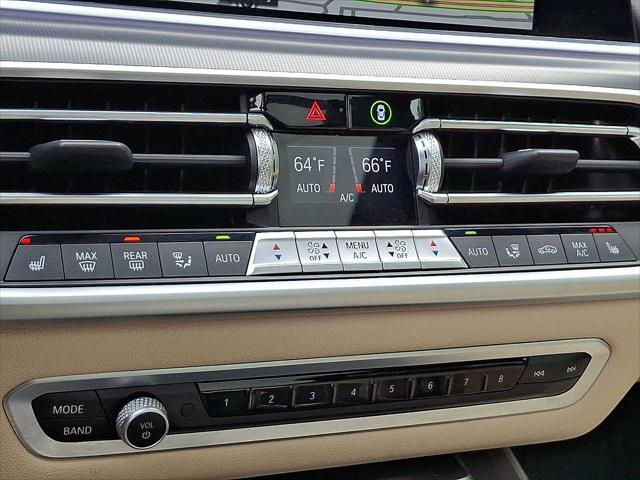 64°F 66°F
AUTO A/C AUTO
MAX REAR AUTO OFF MENU A/C OFF AUTO MAX A/C
MODE
BAND
VOL
1 2 3 4 5 6 7 8